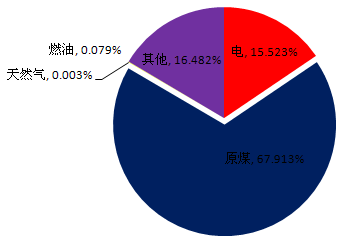 燃油, 0.079%
天然气, 0.003%
其他, 16.482%
电, 15.523%
原煤, 67.913%